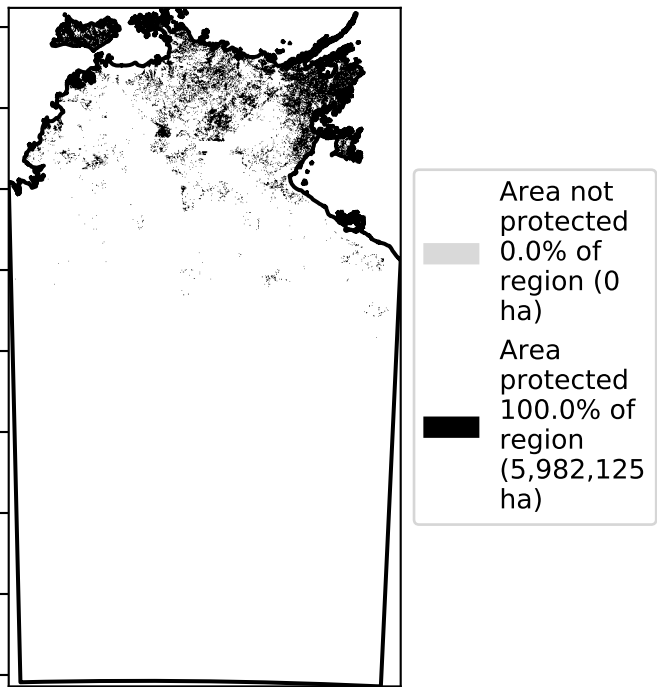 Area not
protected
0.0% of
region (0
ha)
Area
protected
100.0% of
region
(5,982,125
ha)